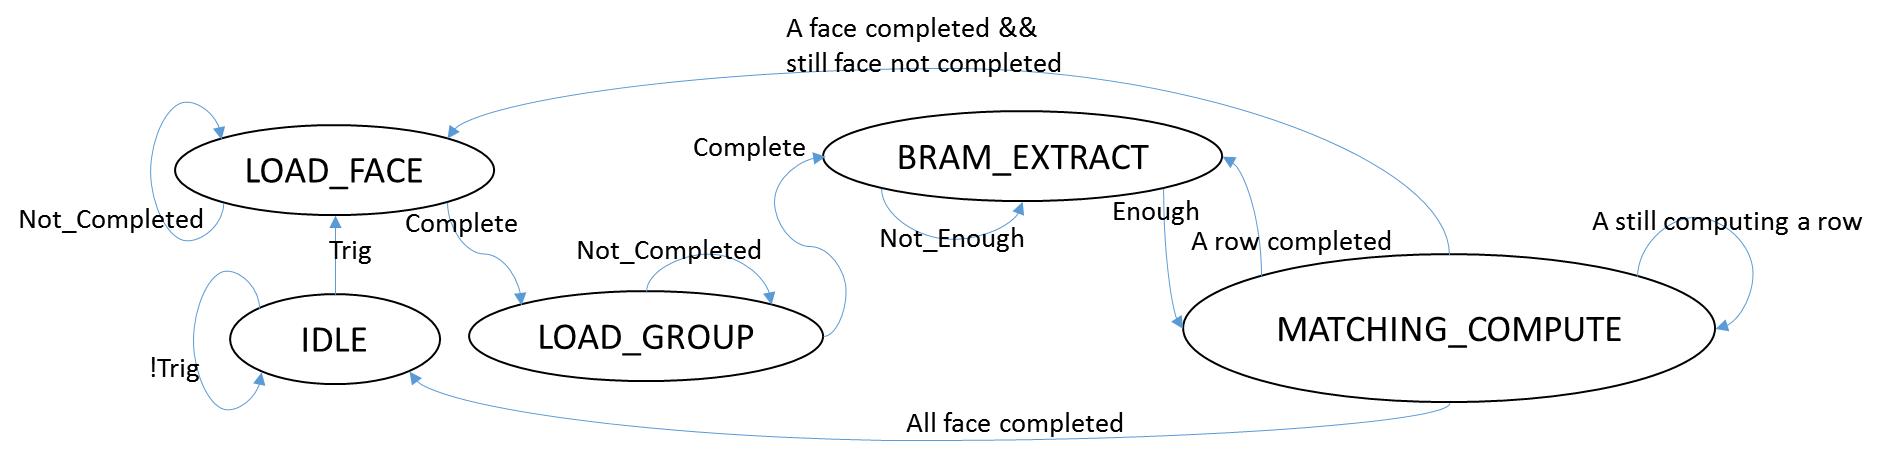 A face completed &&
still face not completed
Complete
BRAM_EXTRACT
LOAD_FACE
Not_Completed
Complete
Enough
A still computing a row
Trig
Not_Completed
Not_Enough
A row completed
IDLE
LOAD_GROUP
MATCHING_COMPUTE
!Trig
All face completed